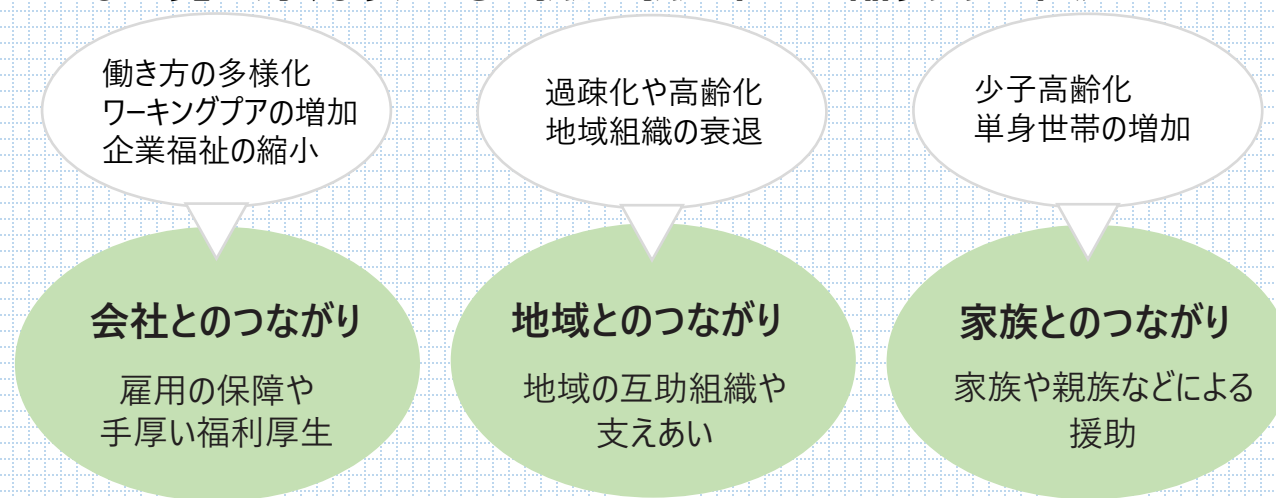 働き方の多様化
ワーキングプアの増加
企業福祉の縮小
過疎化や高齢化
地域組織の衰退
少子高齢化
単身世帯の増加
会社とのつながり
雇用の保障や
手厚い福利厚生
地域とのつながり
地域の互助組織や
支えあい
家族とのつながり
家族や親族などによる
援助